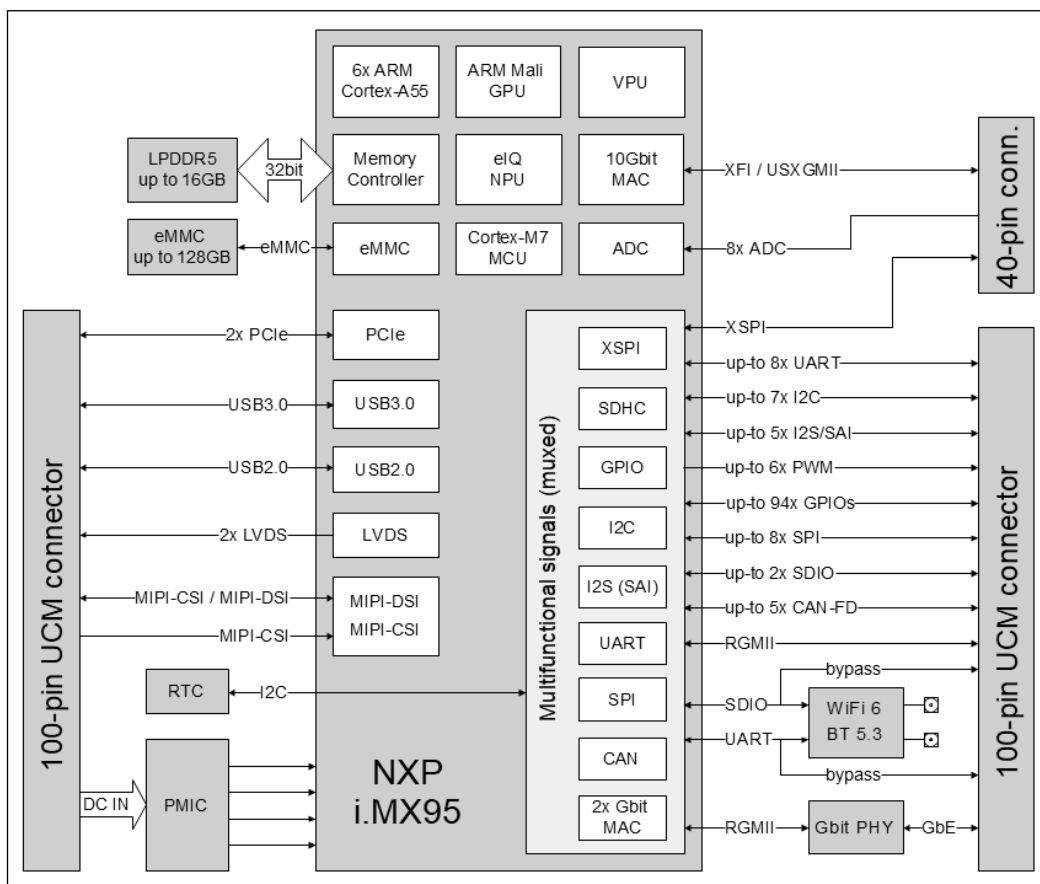 6x ARM
Cortex-A55
ARM Mali
GPU
VPU
LPDDR5
up to 16GB
32bit
Memory
Controller
eIQ
NPU
10Gbit
MAC
XFI / USXGMII
40-pin conn.
eMMC
up to 128GB
eMMC
eMMC
Cortex-M7
MCU
ADC
8x ADC
100-pin UCM connector
2x PCIe
PCIe
USB3.0
USB3.0
USB2.0
USB2.0
2x LVDS
LVDS
MIPI-CSI / MIPI-DSI
MIPI-DSI
MIPI-CSI
MIPI-CSI
RTC
I2C
DC IN
PMIC
NXP
i.MX95
Multifunctional signals (muxed)
XSPI
SDHC
GPIO
I2C
I2S (SAI)
UART
SPI
CAN
2x Gbit
MAC
XSPI
up-to 8x UART
up-to 7x I2C
up-to 5x I2S/SAI
up-to 6x PWM
up-to 94x GPIOs
up-to 8x SPI
up-to 2x SDIO
up-to 5x CAN-FD
RGMII
bypass
SDIO
WiFi 6
BT 5.3
UART
bypass
RGMII
Gbit PHY
GbE
100-pin UCM connector